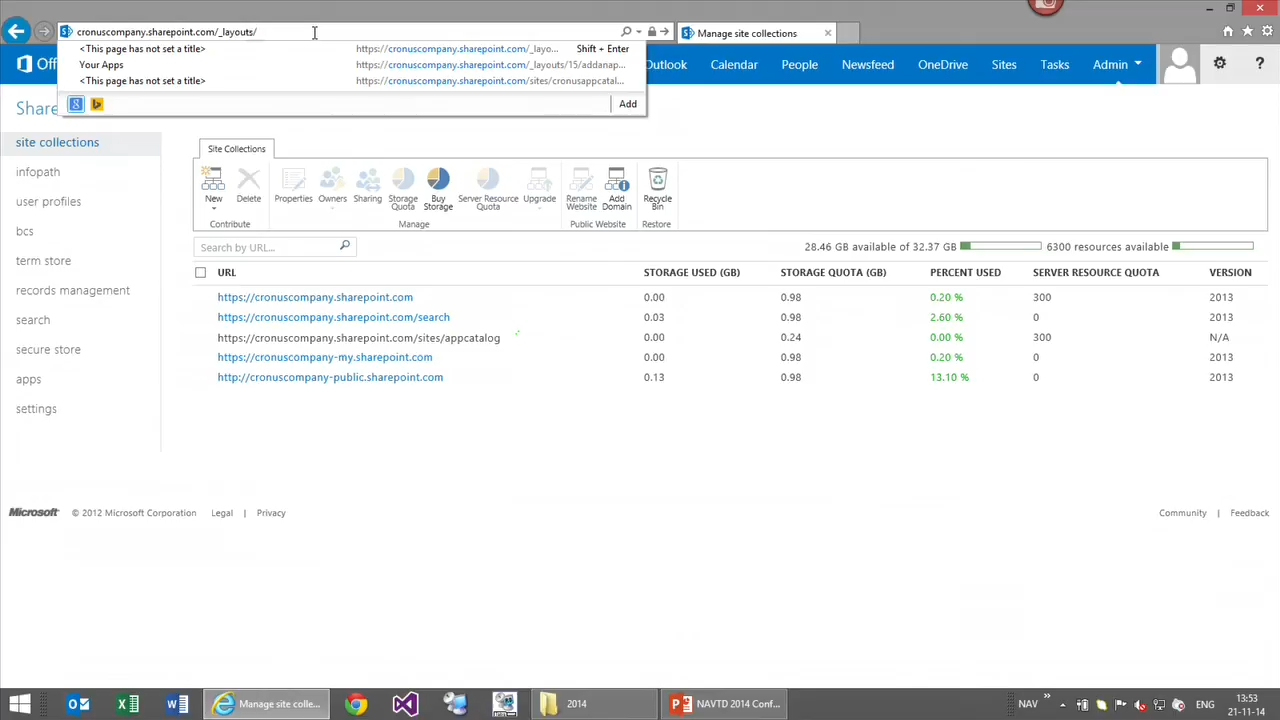 cronuscompany.sharepoint.com/_layouts/
Manage site collections
<This page has not set a title> https://cronuscompany.sharepoint.com/_layo... Shift + Enter
Your Apps https://cronuscompany.sharepoint.com/_layouts/15/addanap...
<This page has not set a title> https://cronuscompany.sharepoint.com/sites/cronusappcatal...
Add
Off
Outlook Calendar People Newsfeed OneDrive Sites Tasks Admin ?
Share
site collections
infopath
user profiles
bcs
term store
records management
search
secure store
apps
settings
Site Collections
New Delete Properties Owners Sharing Storage Quota Buy Storage Server Resource Quota Upgrade Rename Website Add Domain Recycle Bin
Contribute Manage Public Website Restore
Search by URL... 28.46 GB available of 32.37 GB 6300 resources available
URL STORAGE USED (GB) STORAGE QUOTA (GB) PERCENT USED SERVER RESOURCE QUOTA VERSION
https://cronuscompany.sharepoint.com 0.00 0.98 0.20 % 300 2013
https://cronuscompany.sharepoint.com/search 0.03 0.98 2.60 % 0 2013
https://cronuscompany.sharepoint.com/sites/appcatalog 0.00 0.24 0.00 % 300 N/A
https://cronuscompany-my.sharepoint.com 0.00 0.98 0.20 % 0 2013
http://cronuscompany-public.sharepoint.com 0.13 0.98 13.10 % 0 2013
Microsoft © 2012 Microsoft Corporation Legal | Privacy Community | Feedback
Manage site colle... 2014 NAVTD 2014 Conf... NAV ENG 13:53
21-11-14